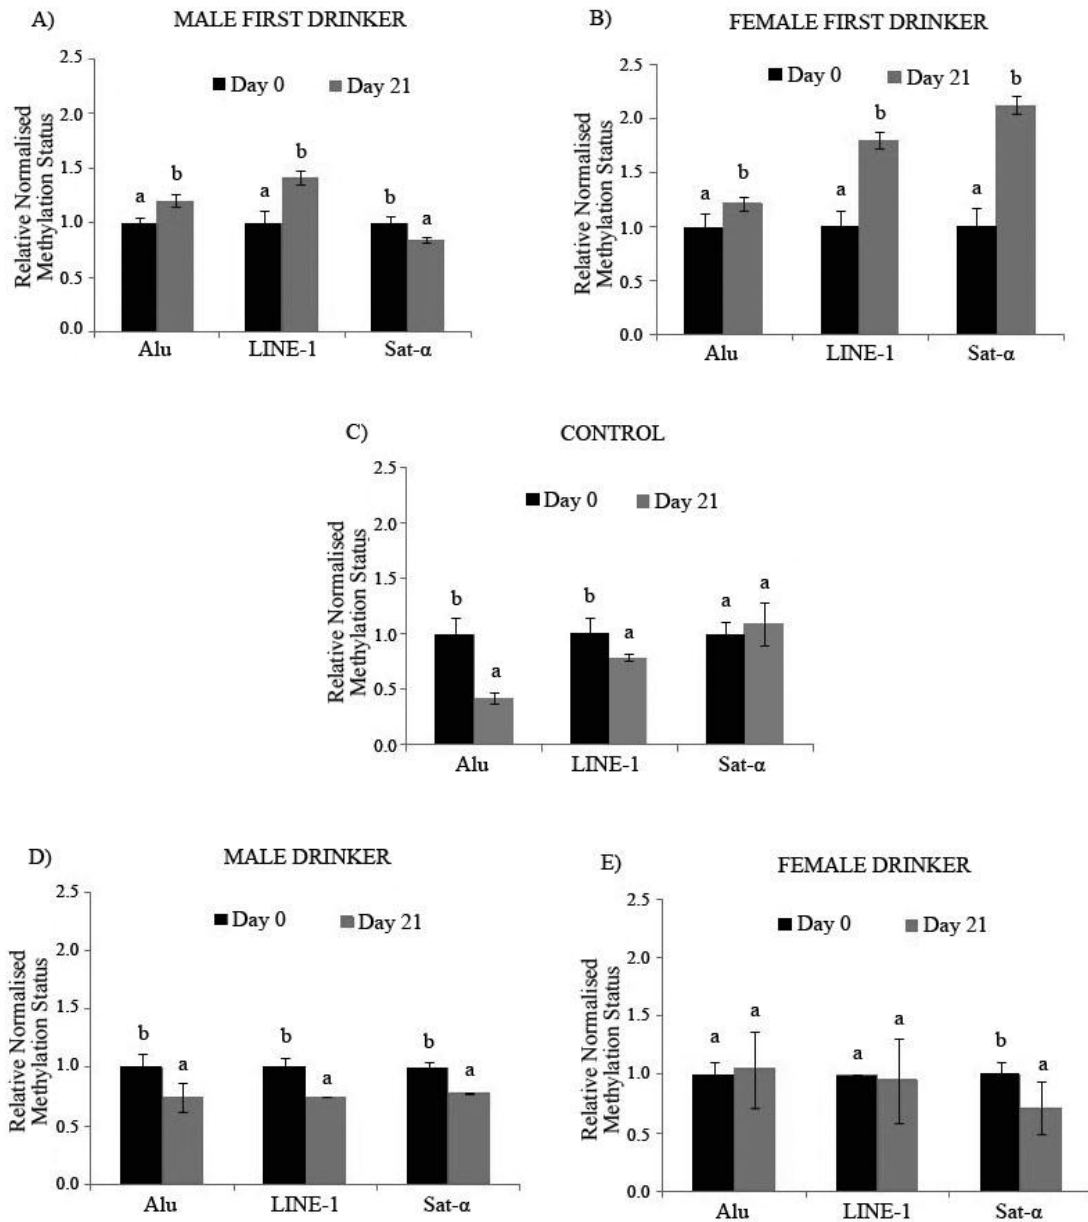 A)
MALE FIRST DRINKER
Relative Normalised
Methylation Status
2.5
2.0
1.5
1.0
0.5
0.0
Day 0
Day 21
a
b
a
b
b
a
Alu
LINE-1
Sat-α
B)
FEMALE FIRST DRINKER
Relative Normalised
Methylation Status
2.5
2.0
1.5
1.0
0.5
0.0
Day 0
Day 21
a
b
a
b
a
b
Alu
LINE-1
Sat-α
C)
CONTROL
Relative Normalised
Methylation Status
2.5
2.0
1.5
1.0
0.5
0.0
Day 0
Day 21
b
a
b
a
a
a
Alu
LINE-1
Sat-α
D)
MALE DRINKER
Relative Normalised
Methylation Status
2.5
2.0
1.5
1.0
0.5
0.0
Day 0
Day 21
b
a
b
a
b
a
Alu
LINE-1
Sat-α
E)
FEMALE DRINKER
Relative Normalised
Methylation Status
2.5
2.0
1.5
1.0
0.5
0.0
Day 0
Day 21
a
a
a
a
b
a
Alu
LINE-1
Sat-α